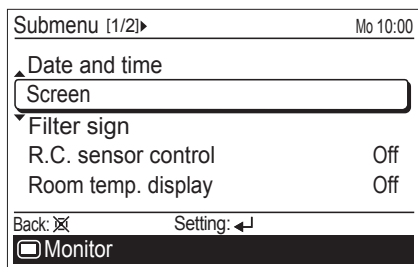 Submenu [1/2] Mo 10:00
Date and time
Screen
Filter sign
R.C. sensor control Off
Room temp. display Off
Back: Setting:
Monitor